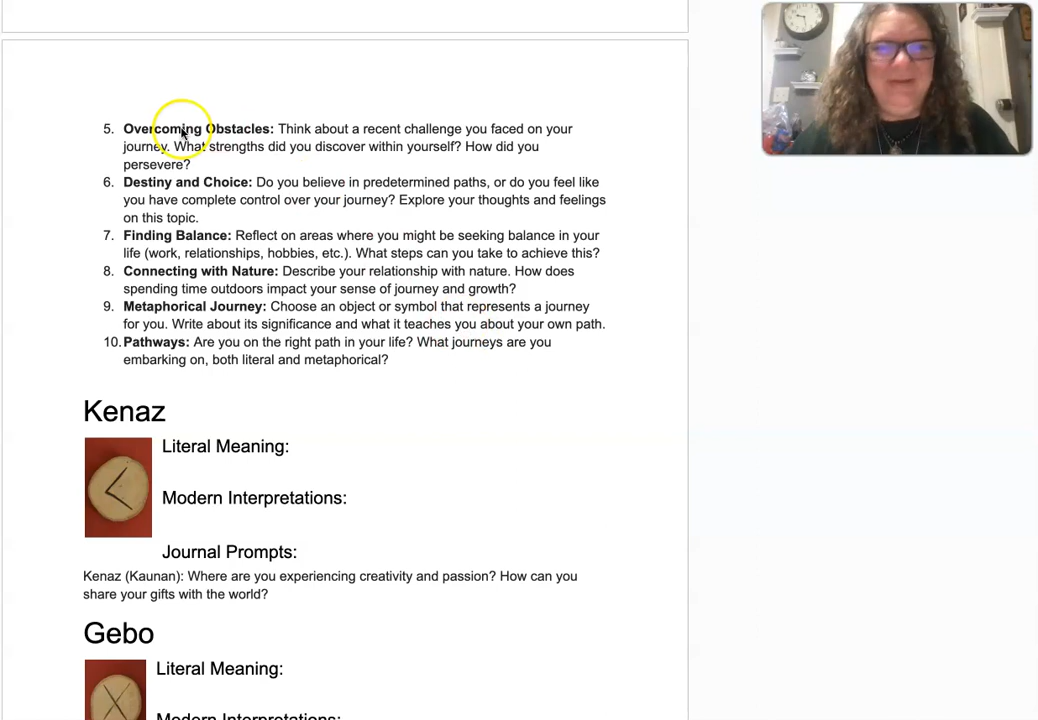 5. Overcoming Obstacles: Think about a recent challenge you faced on your
journey. What strengths did you discover within yourself? How did you
persevere?
6. Destiny and Choice: Do you believe in predetermined paths, or do you feel like
you have complete control over your journey? Explore your thoughts and feelings
on this topic.
7. Finding Balance: Reflect on areas where you might be seeking balance in your
life (work, relationships, hobbies, etc.). What steps can you take to achieve this?
8. Connecting with Nature: Describe your relationship with nature. How does
spending time outdoors impact your sense of journey and growth?
9. Metaphorical Journey: Choose an object or symbol that represents a journey
for you. Write about its significance and what it teaches you about your own path.
10. Pathways: Are you on the right path in your life? What journeys are you
embarking on, both literal and metaphorical?
Kenaz
Literal Meaning:
Modern Interpretations:
Journal Prompts:
Kenaz (Kaunan): Where are you experiencing creativity and passion? How can you
share your gifts with the world?
Gebo
Literal Meaning:
Modern Interpretations: